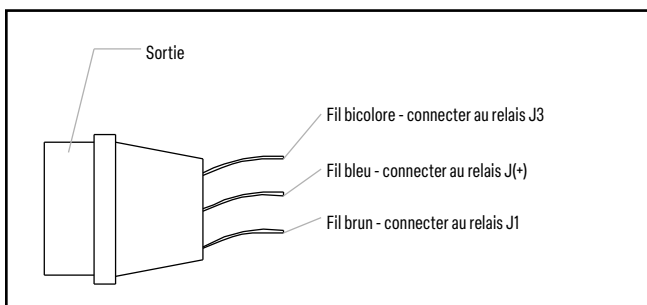 Sortie
Fil bicolore - connecter au relais J3
Fil bleu - connecter au relais J(+)
Fil brun - connecter au relais J1